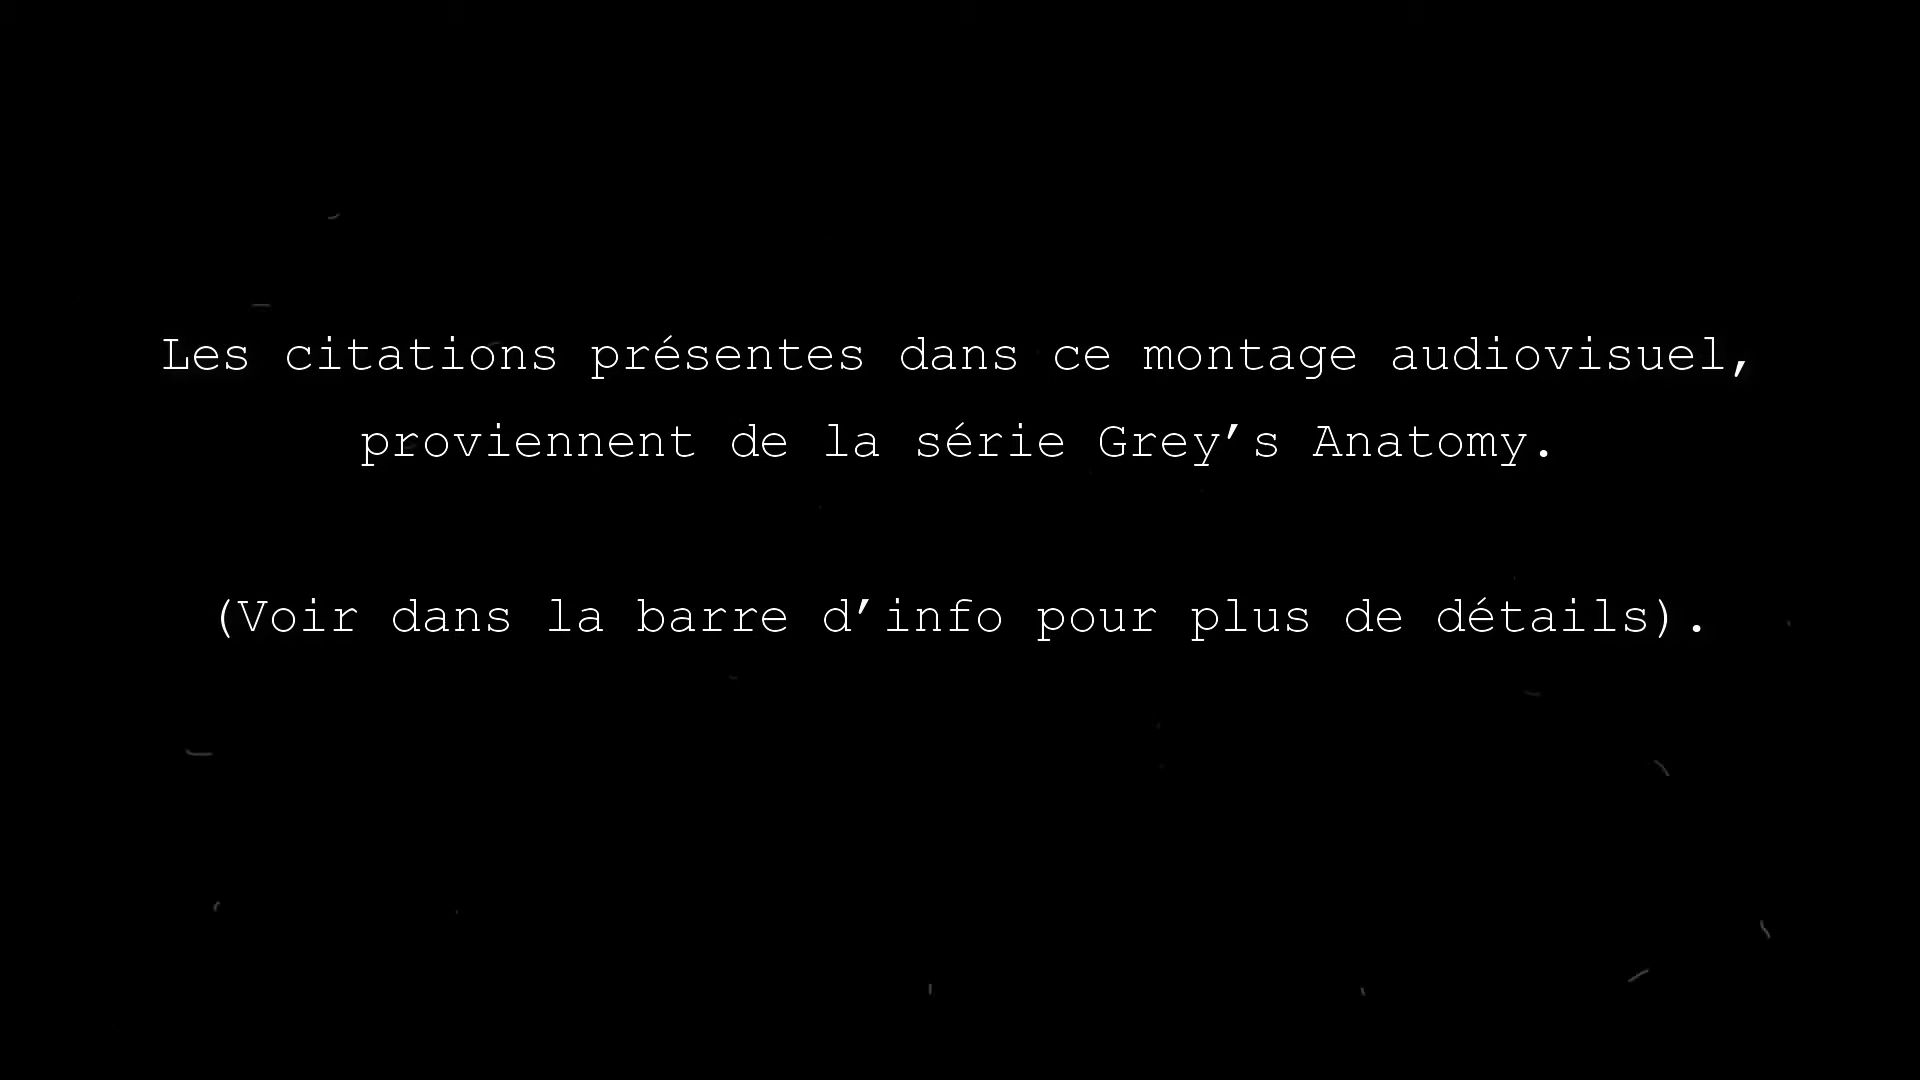 Les citations présentes dans ce montage audiovisuel,
proviennent de la série Grey’s Anatomy.
(Voir dans la barre d’info pour plus de détails).